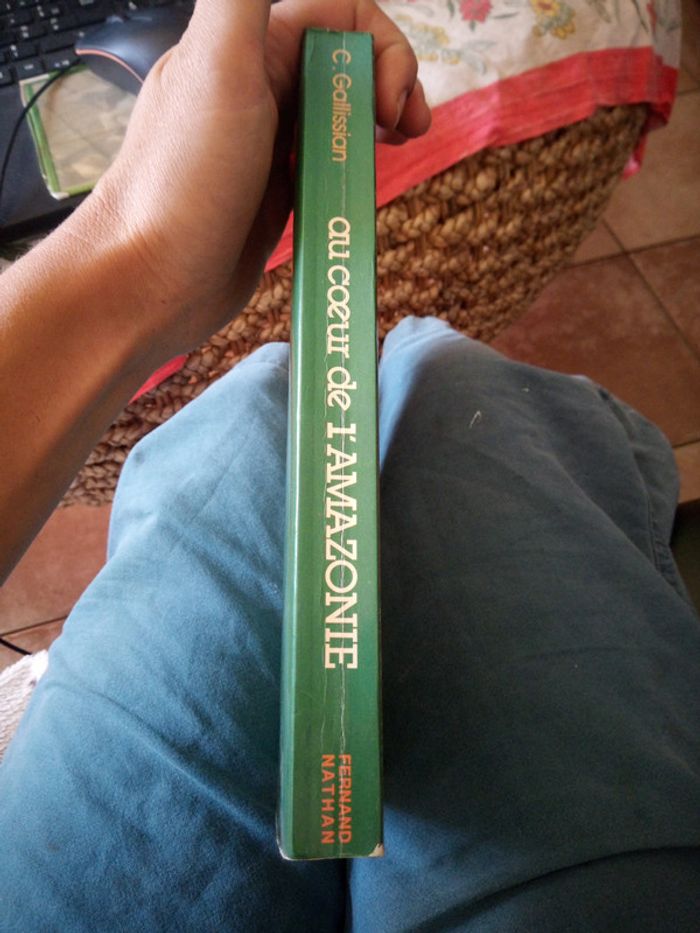 C. Gallissian
au cœur de l'AMAZONIE
FERNAND
NATHAN